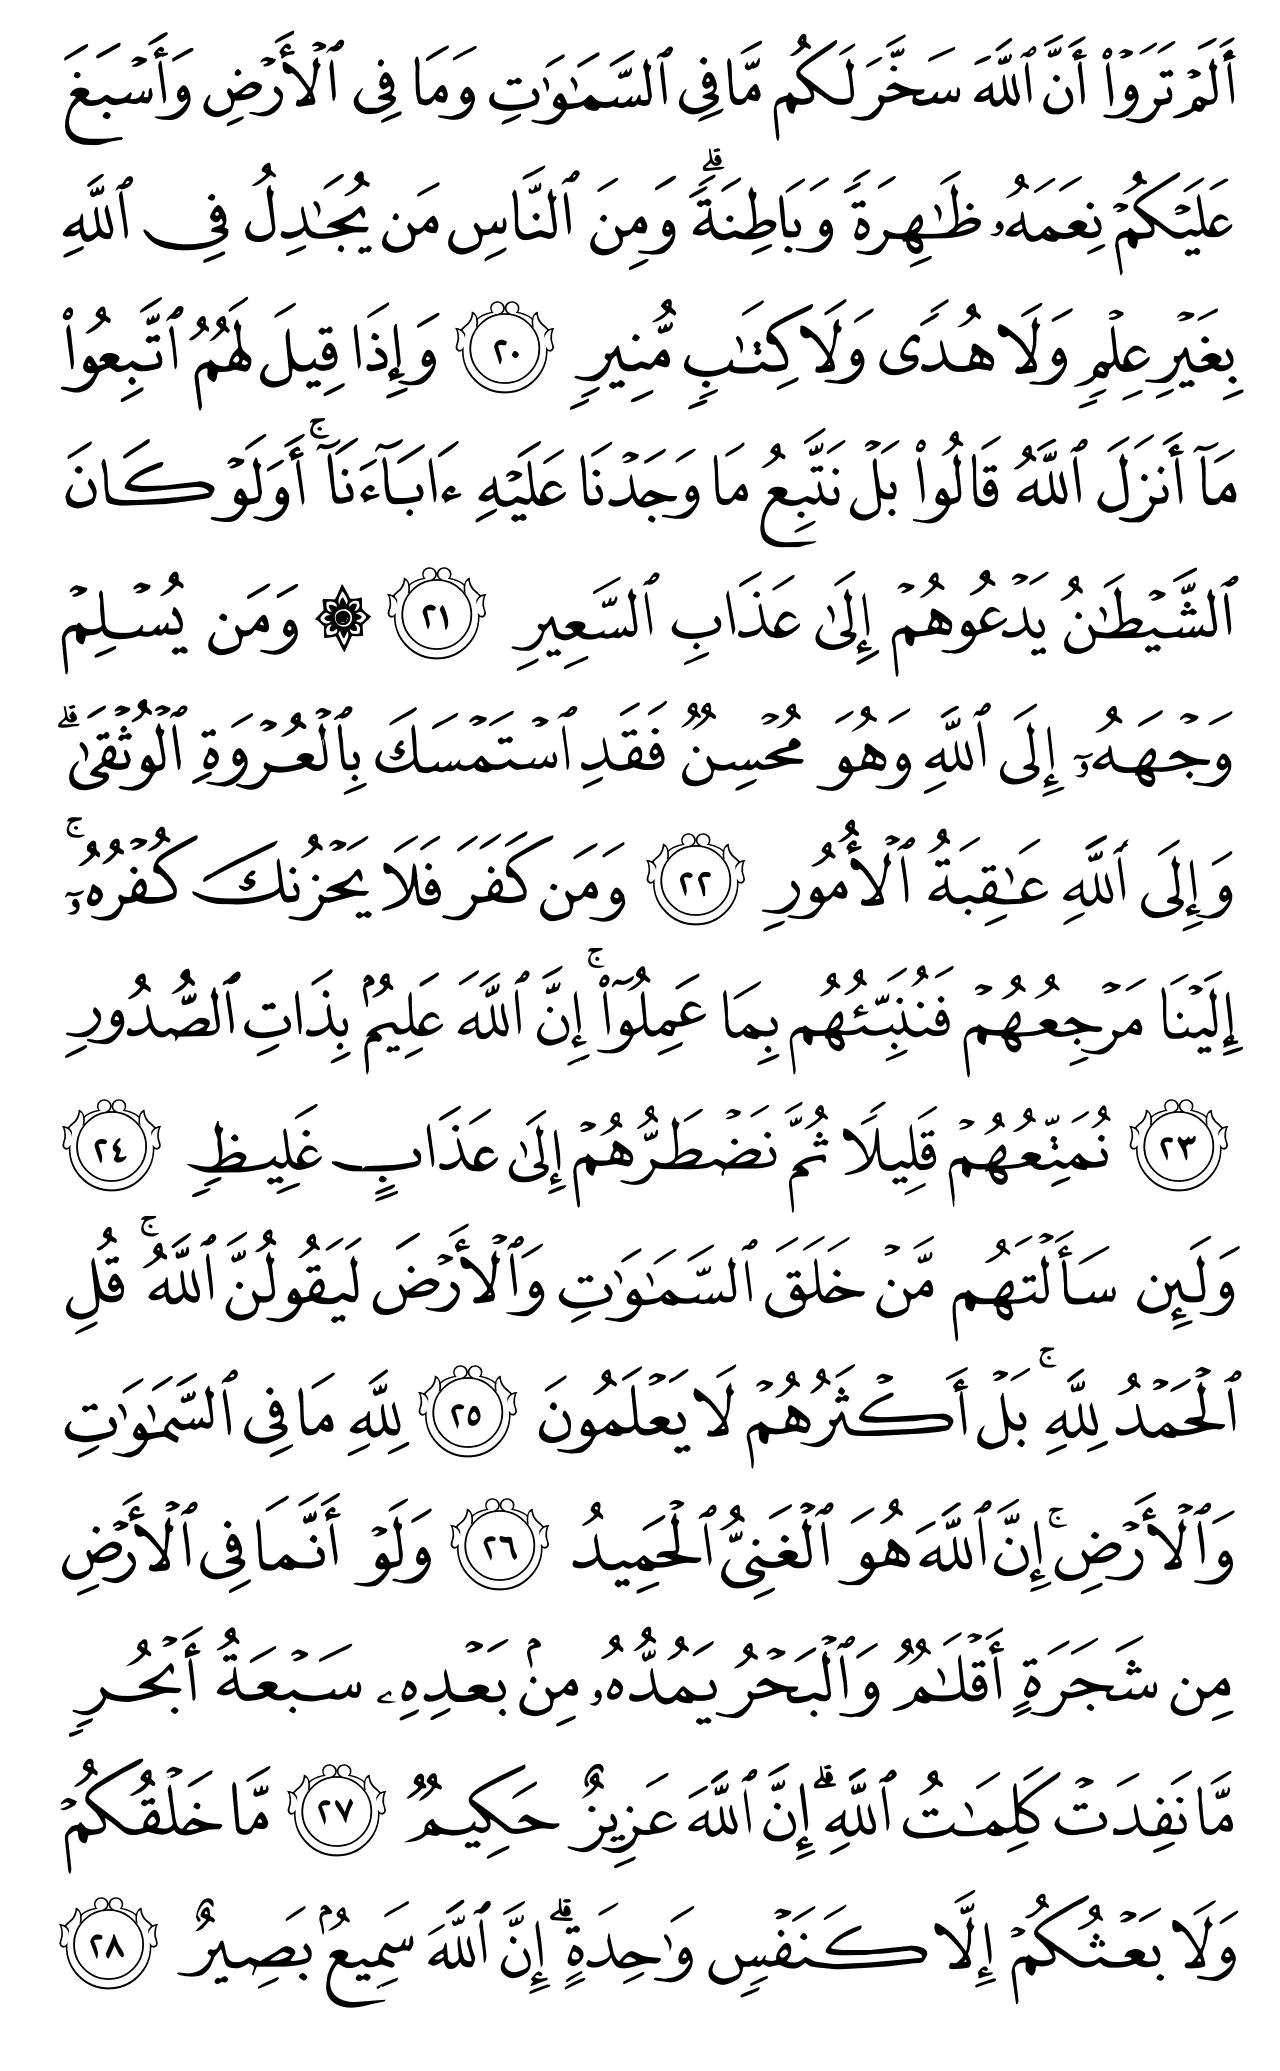 أَلَمْ تَرَوْا۟ أَنَّ ٱللَّهَ سَخَّرَ لَكُم مَّا فِى ٱلسَّمَٰوَٰتِ وَمَا فِى ٱلْأَرْضِ وَأَسْبَغَ
عَلَيْكُمْ نِعَمَهُۥ ظَٰهِرَةً وَبَاطِنَةً ۗ وَمِنَ ٱلنَّاسِ مَن يُجَٰدِلُ فِى ٱللَّهِ
بِغَيْرِ عِلْمٍ وَلَا هُدًى وَلَا كِتَٰبٍ مُّنِيرٍ ٢٠ وَإِذَا قِيلَ لَهُمُ ٱتَّبِعُوا۟
مَآ أَنزَلَ ٱللَّهُ قَالُوا۟ بَلْ نَتَّبِعُ مَا وَجَدْنَا عَلَيْهِ ءَابَآءَنَآ ۚ أَوَلَوْ كَانَ
ٱلشَّيْطَٰنُ يَدْعُوهُمْ إِلَىٰ عَذَابِ ٱلسَّعِيرِ ٢١ ۞ وَمَن يُسْلِمْ
وَجْهَهُۥٓ إِلَى ٱللَّهِ وَهُوَ مُحْسِنٌ فَقَدِ ٱسْتَمْسَكَ بِٱلْعُرْوَةِ ٱلْوُثْقَىٰ ۗ
وَإِلَى ٱللَّهِ عَٰقِبَةُ ٱلْأُمُورِ ٢٢ وَمَن كَفَرَ فَلَا يَحْزُنكَ كُفْرُهُۥٓ ۚ
إِلَيْنَا مَرْجِعُهُمْ فَنُنَبِّئُهُم بِمَا عَمِلُوٓا۟ ۚ إِنَّ ٱللَّهَ عَلِيمٌۢ بِذَاتِ ٱلصُّدُورِ
٢٣ نُمَتِّعُهُمْ قَلِيلًا ثُمَّ نَضْطَرُّهُمْ إِلَىٰ عَذَابٍ غَلِيظٍ ٢٤
وَلَئِن سَأَلْتَهُم مَّنْ خَلَقَ ٱلسَّمَٰوَٰتِ وَٱلْأَرْضَ لَيَقُولُنَّ ٱللَّهُ ۚ قُلِ
ٱلْحَمْدُ لِلَّهِ ۚ بَلْ أَكْثَرُهُمْ لَا يَعْلَمُونَ ٢٥ لِلَّهِ مَا فِى ٱلسَّمَٰوَٰتِ
وَٱلْأَرْضِ ۚ إِنَّ ٱللَّهَ هُوَ ٱلْغَنِىُّ ٱلْحَمِيدُ ٢٦ وَلَوْ أَنَّمَا فِى ٱلْأَرْضِ
مِن شَجَرَةٍ أَقْلَٰمٌ وَٱلْبَحْرُ يَمُدُّهُۥ مِنۢ بَعْدِهِۦ سَبْعَةُ أَبْحُرٍ
مَّا نَفِدَتْ كَلِمَٰتُ ٱللَّهِ ۗ إِنَّ ٱللَّهَ عَزِيزٌ حَكِيمٌ ٢٧ مَّا خَلْقُكُمْ
وَلَا بَعْثُكُمْ إِلَّا كَنَفْسٍ وَٰحِدَةٍ ۗ إِنَّ ٱللَّهَ سَمِيعٌۢ بَصِيرٌ ٢٨